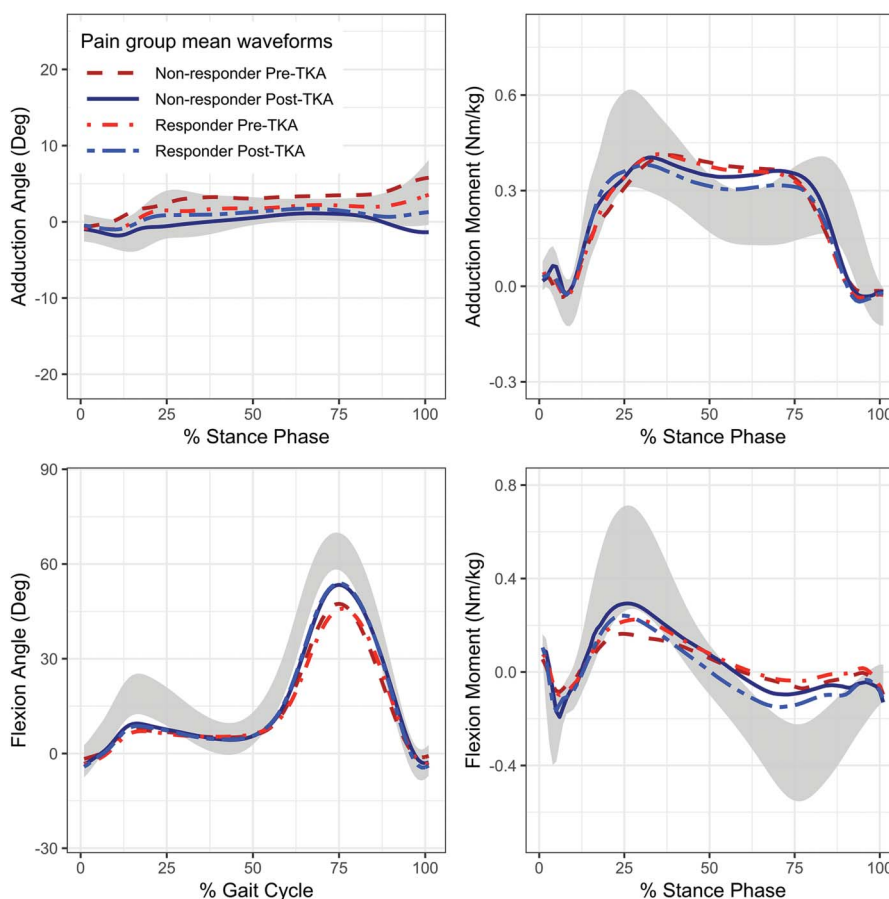 Pain group mean waveforms
Non-responder Pre-TKA
Non-responder Post-TKA
Responder Pre-TKA
Responder Post-TKA
Adduction Angle (Deg)
20
10
0
-10
-20
0 25 50 75 100
% Stance Phase
Adduction Moment (Nm/kg)
0.6
0.3
0.0
-0.3
0 25 50 75 100
% Stance Phase
Flexion Angle (Deg)
90
60
30
0
-30
0 25 50 75 100
% Gait Cycle
Flexion Moment (Nm/kg)
0.8
0.4
0.0
-0.4
0 25 50 75 100
% Stance Phase